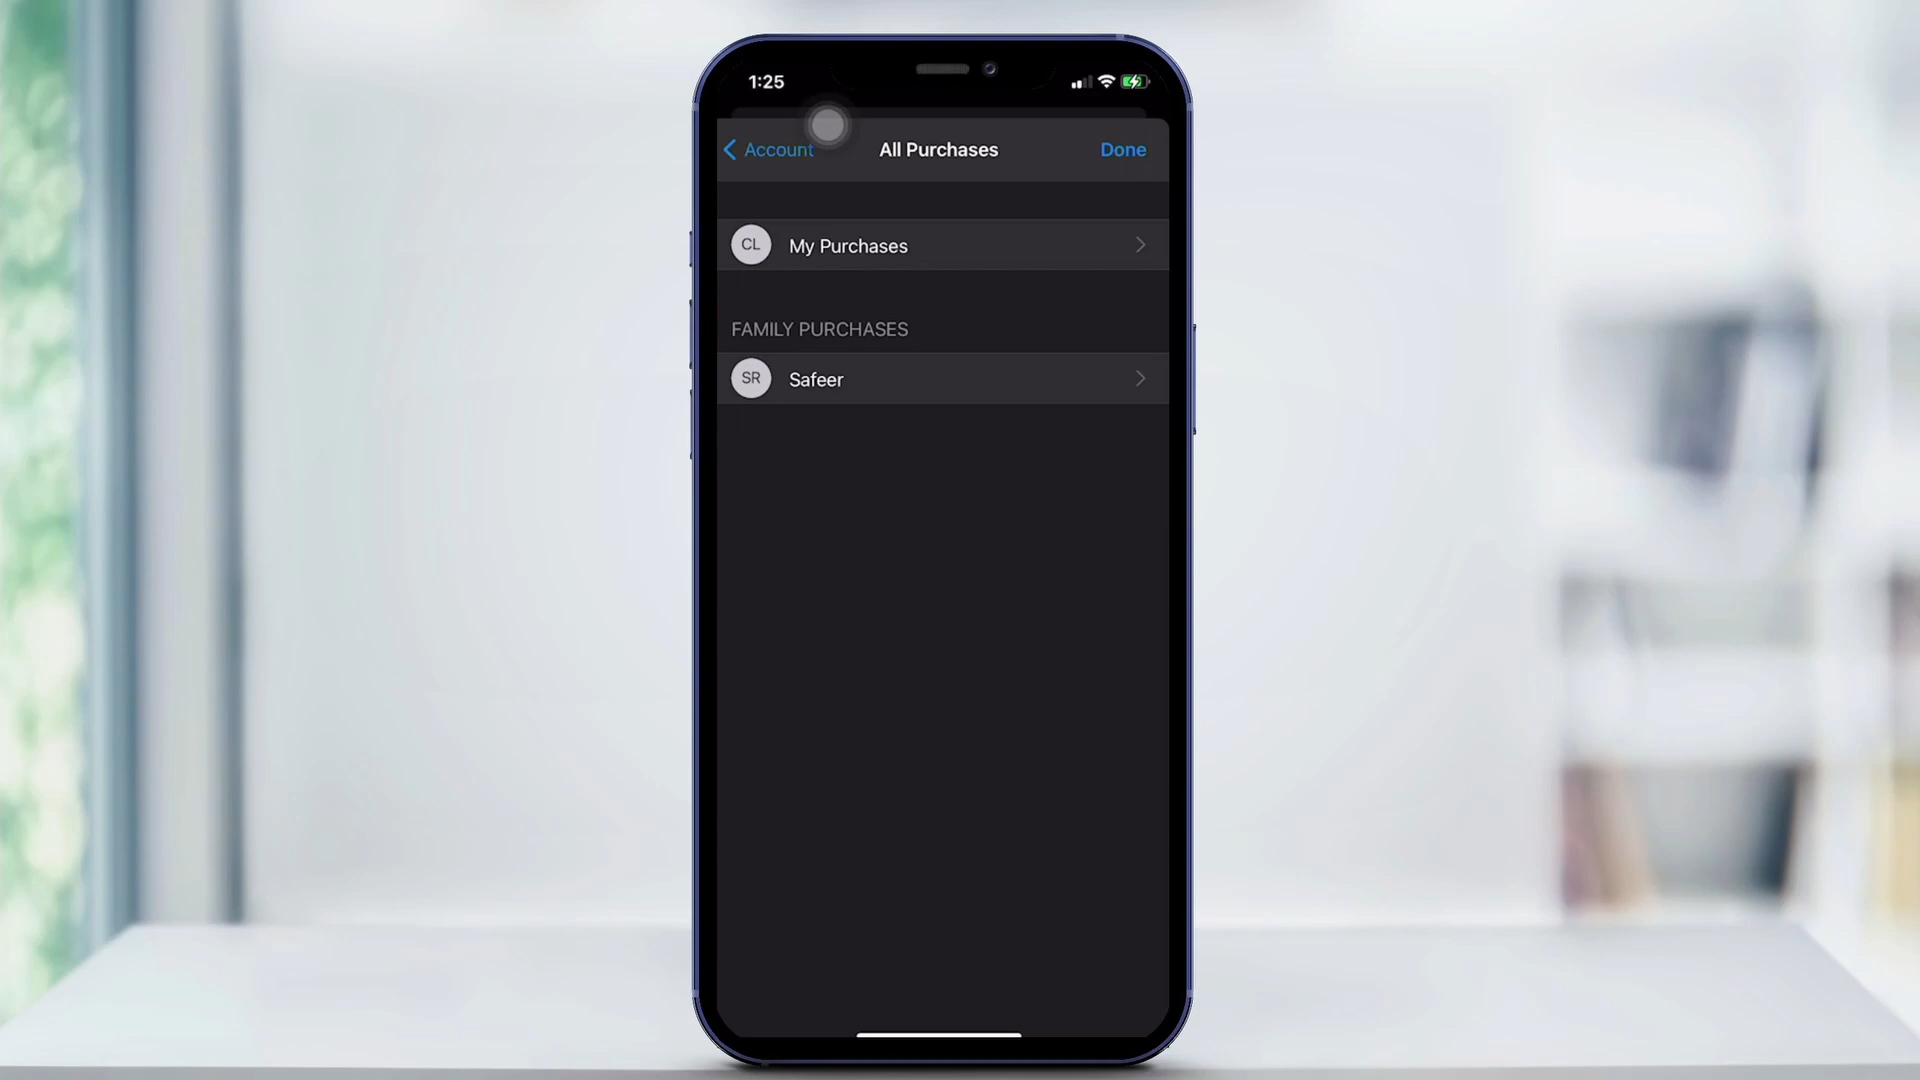 1:25
Account
All Purchases
Done
CL
My Purchases
FAMILY PURCHASES
SR
Safeer